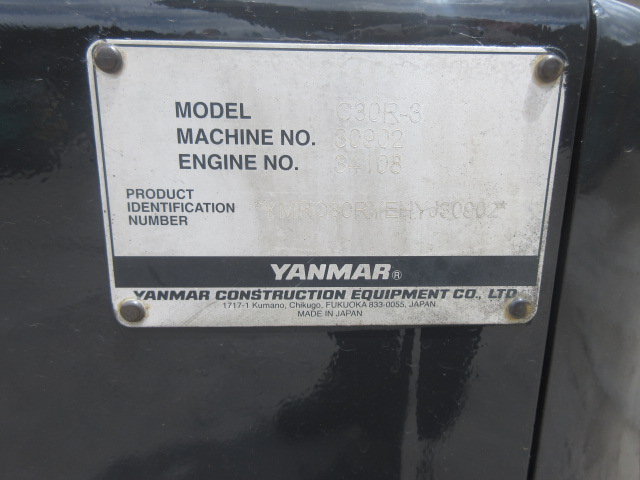 MODEL C30R-3
MACHINE NO. 30902
ENGINE NO. 34108
PRODUCT
IDENTIFICATION
NUMBER
YANMAR®
YANMAR CONSTRUCTION EQUIPMENT CO., LTD.
1717-1 Kumano, Chikugo, FUKUOKA 833-0055, JAPAN
MADE IN JAPAN